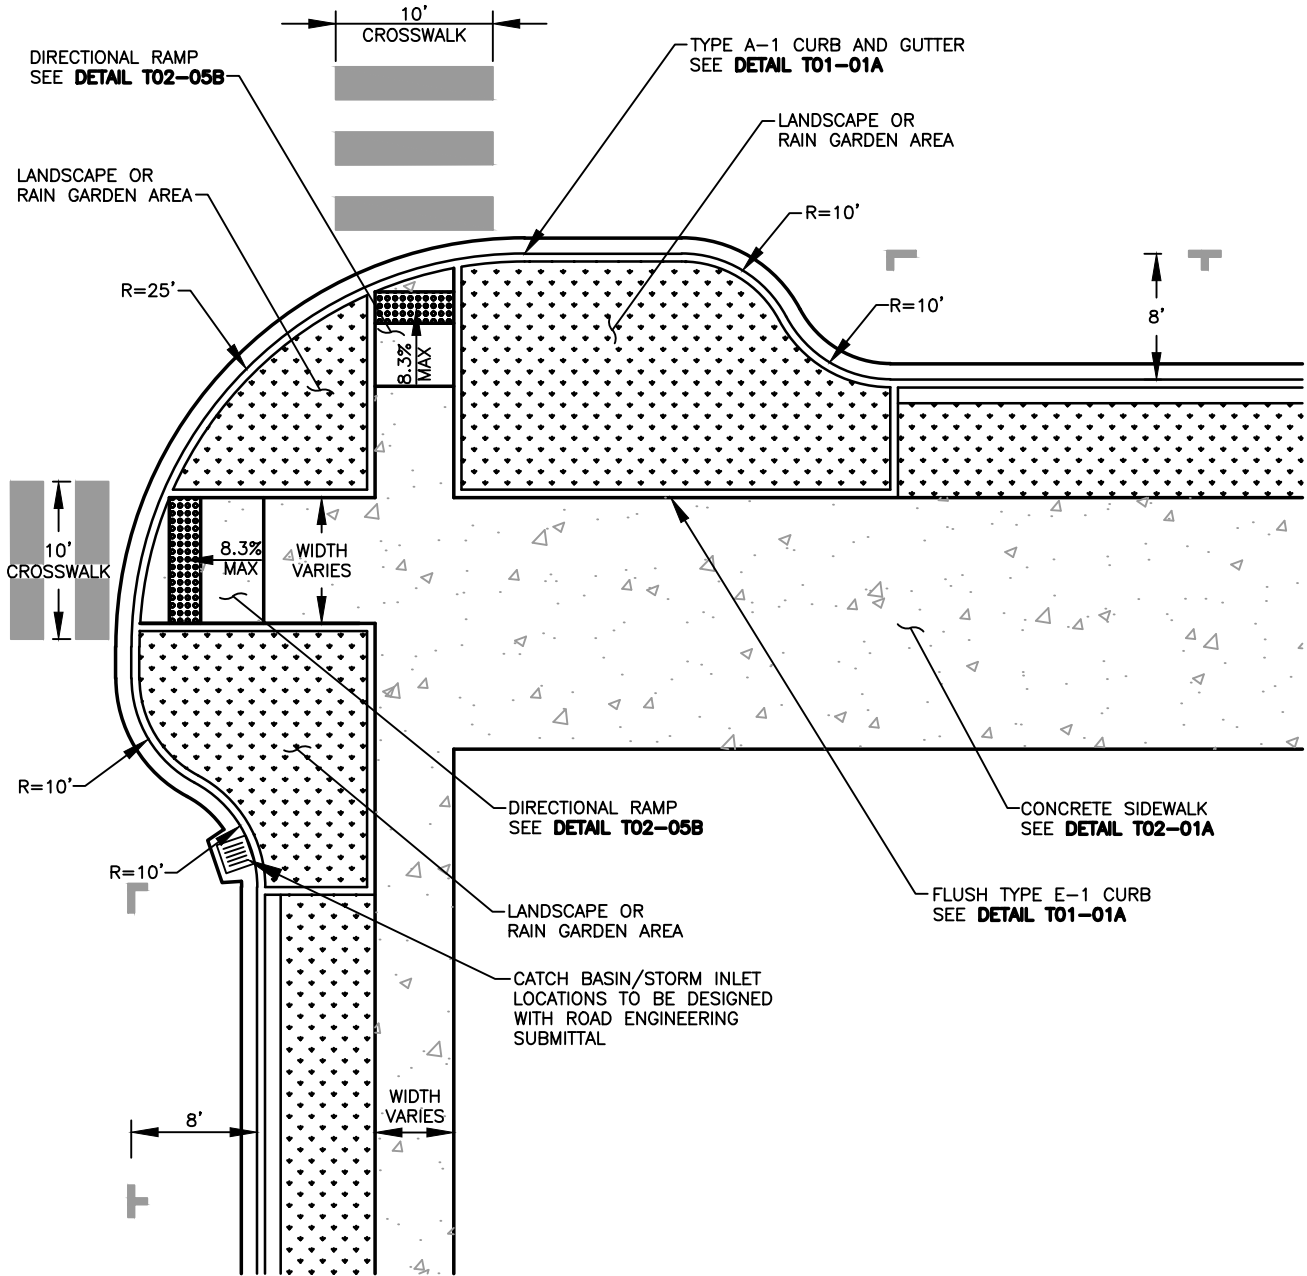 10'
CROSSWALK
DIRECTIONAL RAMP
SEE DETAIL T02-05B
TYPE A-1 CURB AND GUTTER
SEE DETAIL T01-01A
LANDSCAPE OR
RAIN GARDEN AREA
LANDSCAPE OR
RAIN GARDEN AREA
R=10'
R=25'
R=10'
8'
8.3%
MAX
10'
CROSSWALK
8.3%
MAX
WIDTH
VARIES
R=10'
DIRECTIONAL RAMP
SEE DETAIL T02-05B
CONCRETE SIDEWALK
SEE DETAIL T02-01A
R=10'
FLUSH TYPE E-1 CURB
SEE DETAIL T01-01A
LANDSCAPE OR
RAIN GARDEN AREA
CATCH BASIN/STORM INLET
LOCATIONS TO BE DESIGNED
WITH ROAD ENGINEERING
SUBMITTAL
WIDTH
VARIES
8'